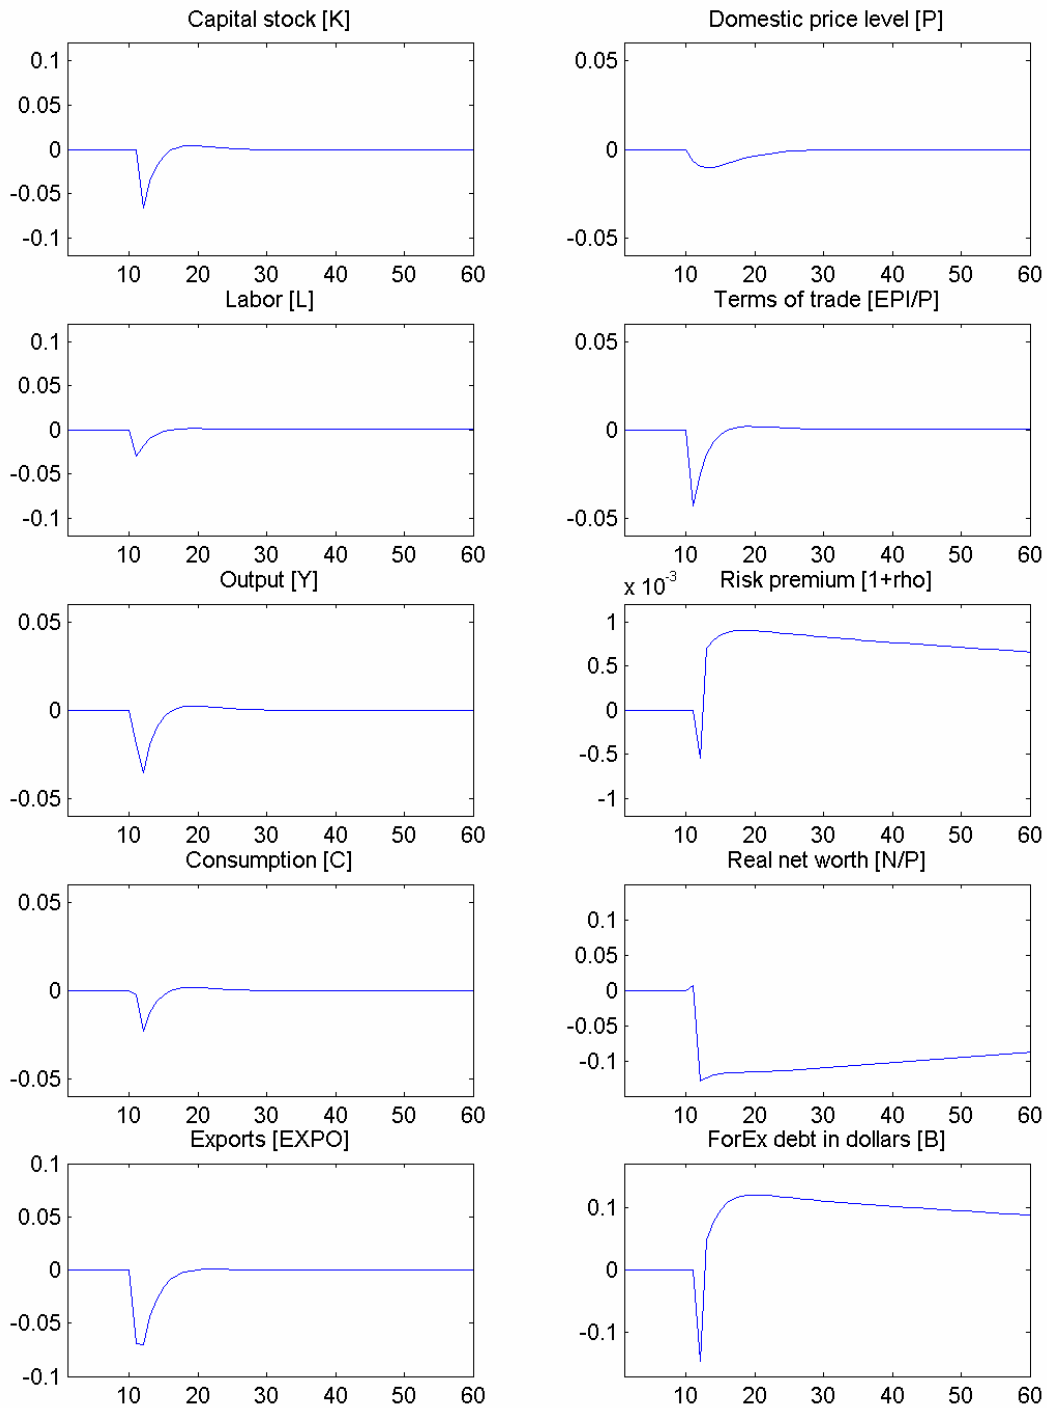 Capital stock [K]
0.1
0.05
0
-0.05
-0.1
10 20 30 40 50 60
Domestic price level [P]
0.05
0
-0.05
10 20 30 40 50 60
Labor [L]
0.1
0.05
0
-0.05
-0.1
10 20 30 40 50 60
Terms of trade [EPI/P]
0.05
0
-0.05
10 20 30 40 50 60
Output [Y]
0.05
0
-0.05
10 20 30 40 50 60
Risk premium [1+rho]
x 10-3
1
0.5
0
-0.5
-1
10 20 30 40 50 60
Consumption [C]
0.05
0
-0.05
10 20 30 40 50 60
Real net worth [N/P]
0.1
0.05
0
-0.05
-0.1
10 20 30 40 50 60
Exports [EXPO]
0.1
0.05
0
-0.05
-0.1
10 20 30 40 50 60
ForEx debt in dollars [B]
0.1
0
-0.1
10 20 30 40 50 60